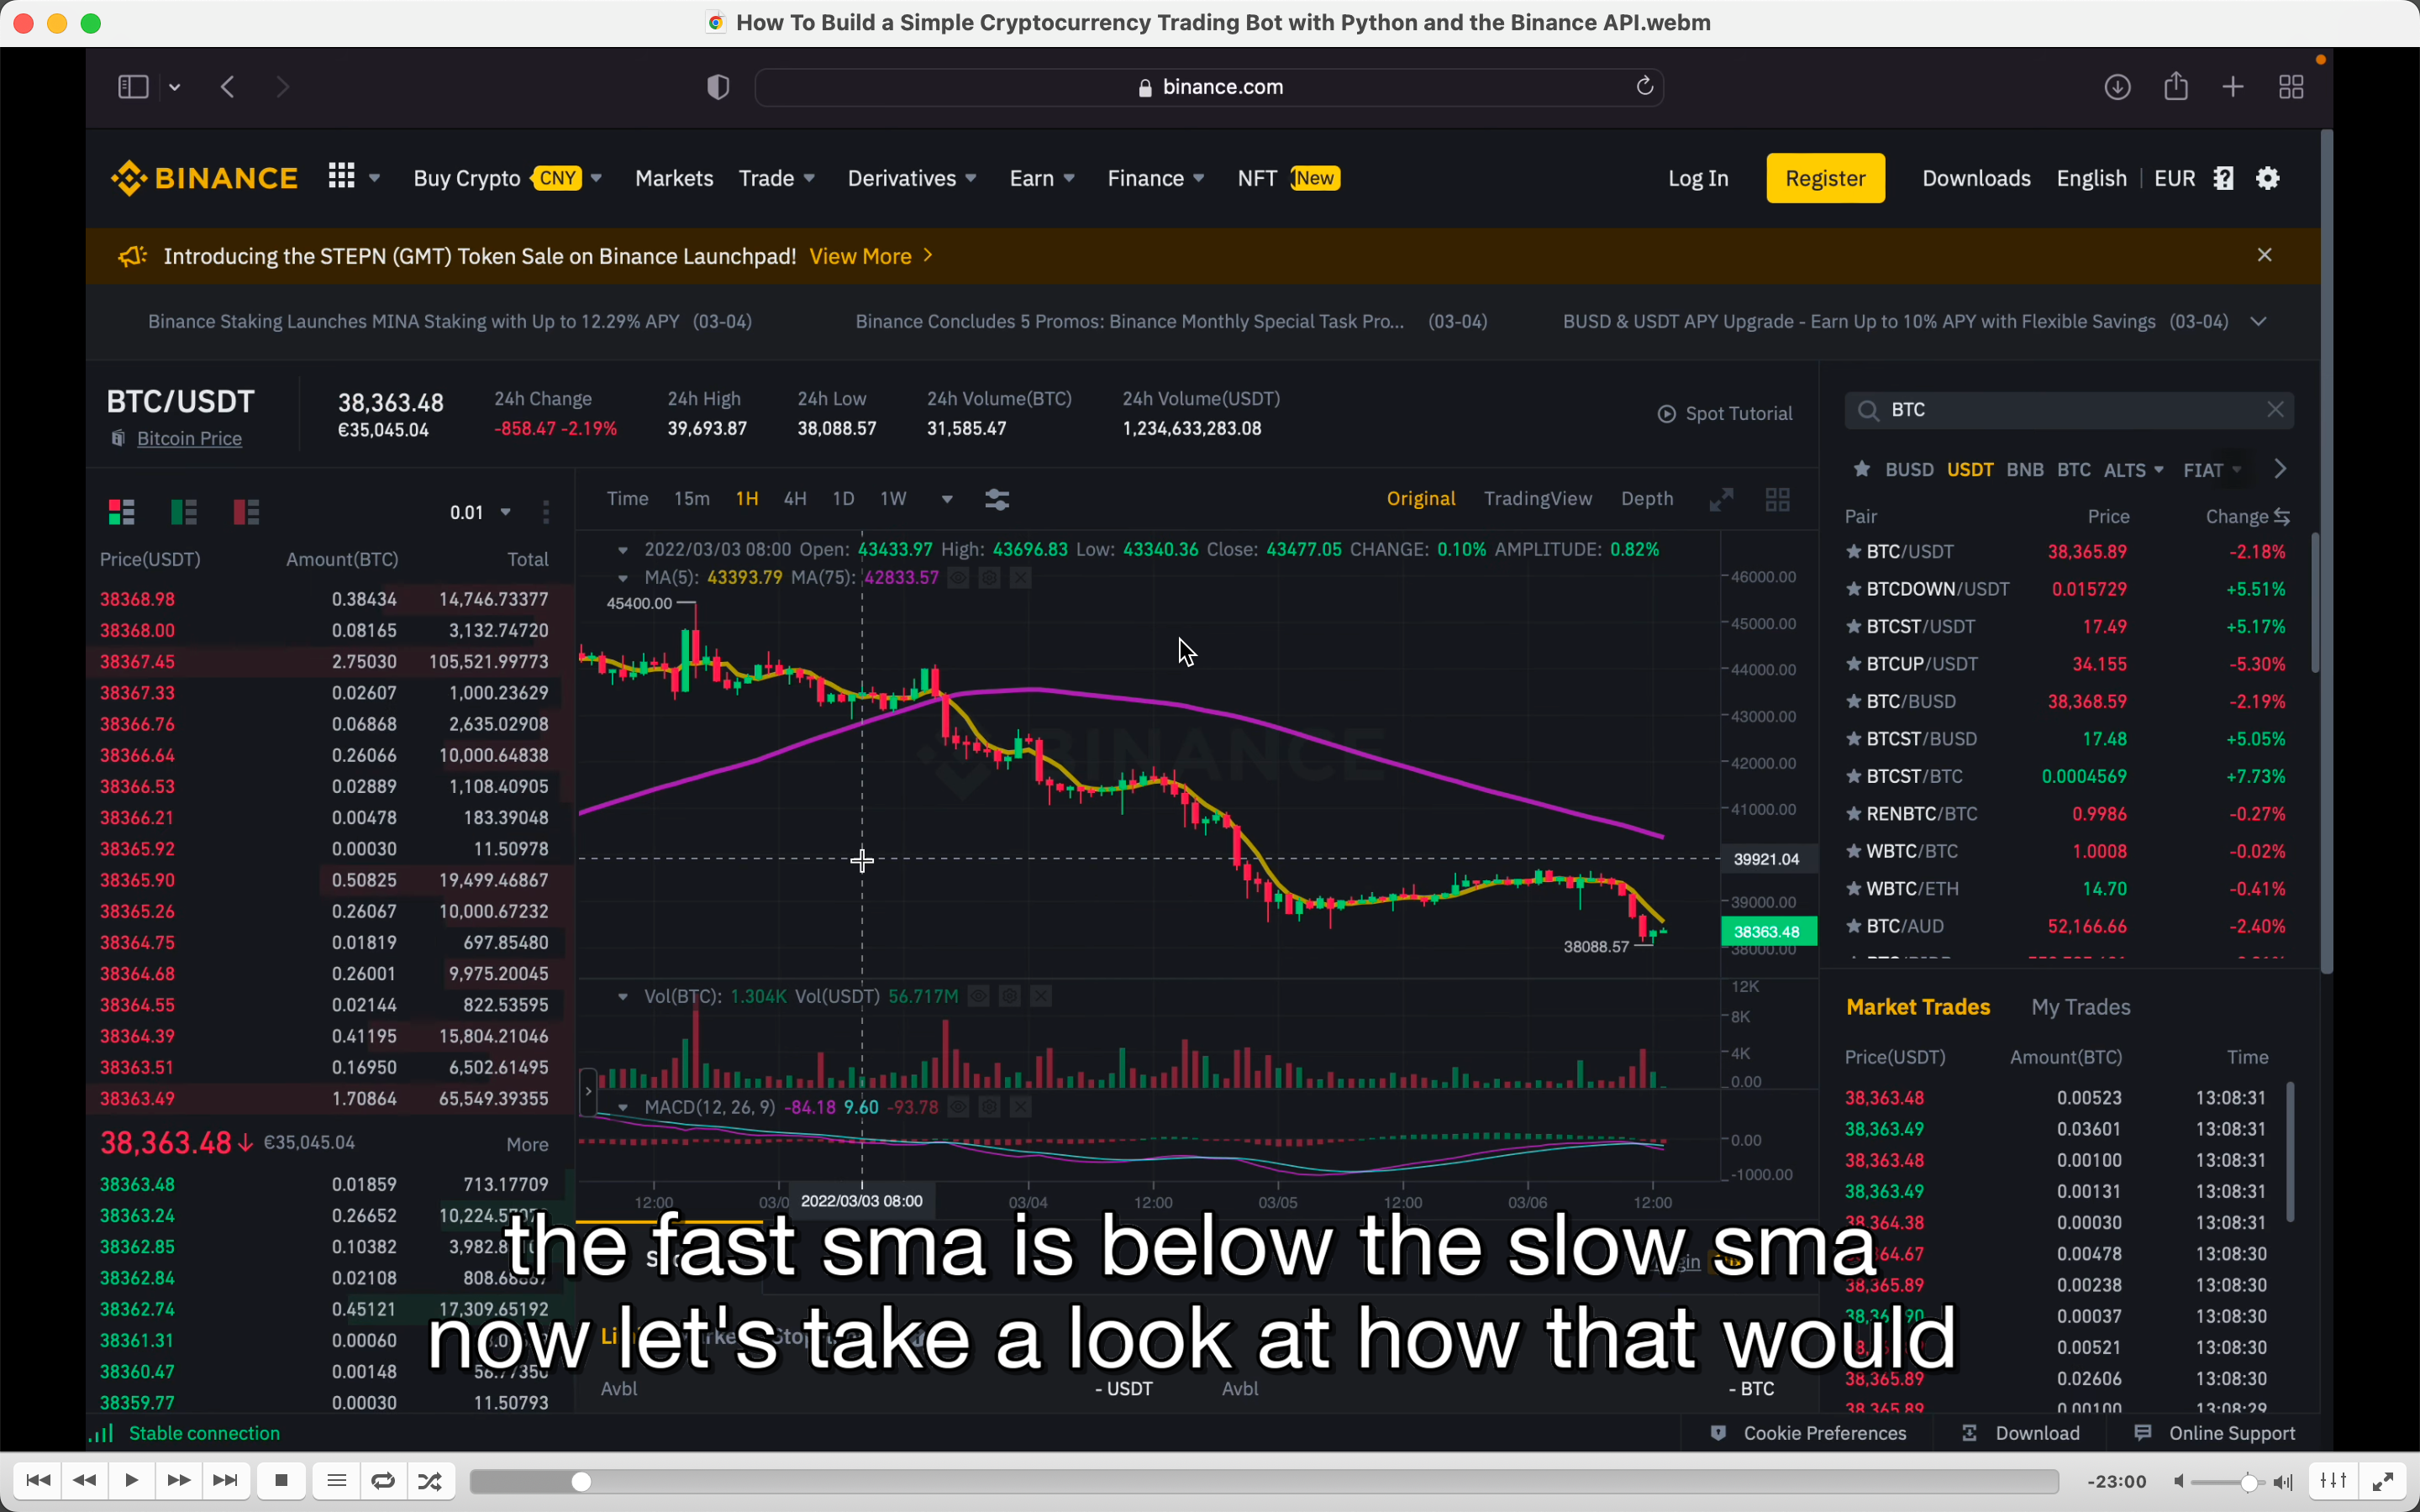 How To Build a Simple Cryptocurrency Trading Bot with Python and the Binance API.webm
binance.com
BINANCE Buy Crypto CNY Markets Trade Derivatives Earn Finance NFT New Log In Register Downloads English EUR
Introducing the STEPN (GMT) Token Sale on Binance Launchpad! View More
Binance Staking Launches MINA Staking with Up to 12.29% APY (03-04) Binance Concludes 5 Promos: Binance Monthly Special Task Pro... (03-04) BUSD & USDT APY Upgrade - Earn Up to 10% APY with Flexible Savings (03-04)
BTC/USDT
Bitcoin Price
38,363.48
€35,045.04
24h Change
-858.47 -2.19%
24h High
39,693.87
24h Low
38,088.57
24h Volume(BTC)
31,585.47
24h Volume(USDT)
1,234,633,283.08
Spot Tutorial
0.01
Price(USDT) Amount(BTC) Total
38368.98 0.38434 14,746.73377
38368.00 0.08165 3,132.74720
38367.45 2.75030 105,521.99773
38367.33 0.02607 1,000.23629
38366.76 0.06868 2,635.02908
38366.64 0.26066 10,000.64838
38366.53 0.02889 1,108.40905
38366.21 0.00478 183.39048
38365.92 0.00030 11.50978
38365.90 0.50825 19,499.46867
38365.26 0.26067 10,000.67232
38364.75 0.01819 697.85480
38364.68 0.26001 9,975.20045
38364.55 0.02144 822.53595
38364.39 0.41195 15,804.21046
38363.51 0.16950 6,502.61495
38363.49 1.70864 65,549.39355
38,363.48 €35,045.04 More
38363.48 0.01859 713.17709
38363.24 0.26652
38362.85 0.10382
38362.84 0.02108
38362.74 0.45121 17,309.65192
38361.31 0.00060
38360.47 0.00148
38359.77 0.00030 11.50793
Time 15m 1H 4H 1D 1W Original TradingView Depth
2022/03/03 08:00 Open: 43433.97 High: 43696.83 Low: 43340.36 Close: 43477.05 CHANGE: 0.10% AMPLITUDE: 0.82%
MA(5): 43393.79 MA(75): 42833.57
45400.00
BINANCE
38088.57
46000.00
45000.00
44000.00
43000.00
42000.00
41000.00
39921.04
39000.00
38363.48
38000.00
Vol(BTC): 1.304K Vol(USDT) 56.717M
12K
8K
4K
0.00
MACD(12, 26, 9) -84.18 9.60 -93.78
0.00
-1000.00
12:00 03/0 2022/03/03 08:00 03/04 12:00 03/05 12:00 03/06 12:00
the fast sma is below the slow sma
now let's take a look at how that would
Avbl - USDT Avbl - BTC
BTC
BUSD USDT BNB BTC ALTS FIAT
Pair Price Change
BTC/USDT 38,365.89 -2.18%
BTCDOWN/USDT 0.015729 +5.51%
BTCST/USDT 17.49 +5.17%
BTCUP/USDT 34.155 -5.30%
BTC/BUSD 38,368.59 -2.19%
BTCST/BUSD 17.48 +5.05%
BTCST/BTC 0.0004569 +7.73%
RENBTC/BTC 0.9986 -0.27%
WBTC/BTC 1.0008 -0.02%
WBTC/ETH 14.70 -0.41%
BTC/AUD 52,166.66 -2.40%
Market Trades My Trades
Price(USDT) Amount(BTC) Time
38,363.48 0.00523 13:08:31
38,363.49 0.03601 13:08:31
38,363.48 0.00100 13:08:31
38,363.49 0.00131 13:08:31
38,364.38 0.00030 13:08:31
0.00478 13:08:30
38,365.89 0.00238 13:08:30
0.00037 13:08:30
0.00521 13:08:30
38,365.89 0.02606 13:08:30
38,365.89 0.00100 13:08:29
Stable connection Cookie Preferences Download Online Support
-23:00